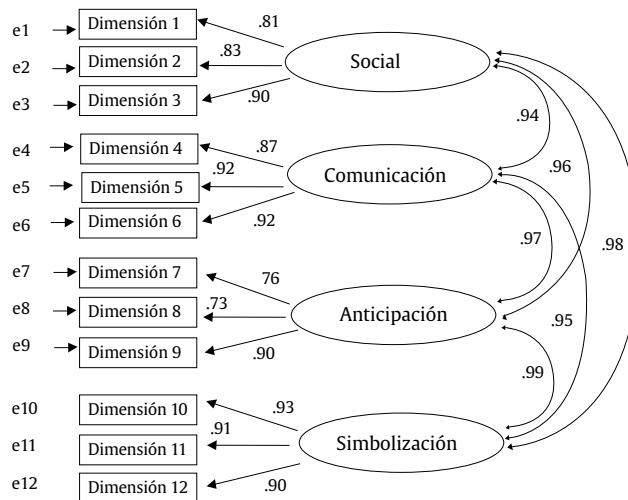 e1 Dimensión 1 .81
e2 Dimensión 2 .83 Social
e3 Dimensión 3 .90
.94
e4 Dimensión 4 .87
.92 .96
e5 Dimensión 5 Comunicación
e6 Dimensión 6 .92
.97 .98
e7 Dimensión 7 76
e8 Dimensión 8 .73 Anticipación .95
e9 Dimensión 9 .90
.99
e10 Dimensión 10 .93
.91
e11 Dimensión 11 Simbolización
e12 Dimensión 12 .90